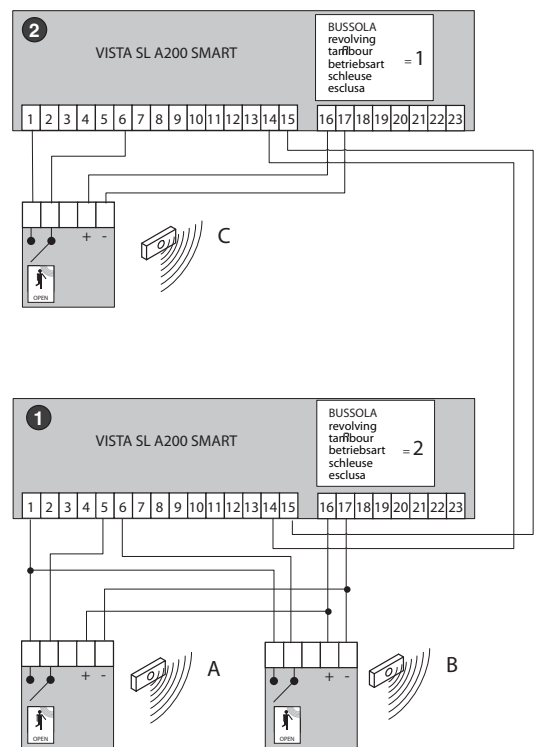 2
VISTA SL A200 SMART
BUSSOLA
revolving
tambour
betriebsart
schleuse
esclusa
= 1
1 2 3 4 5 6 7 8 9 10 11 12 13 14 15 16 17 18 19 20 21 22 23
+ -
OPEN
C
1
VISTA SL A200 SMART
BUSSOLA
revolving
tambour
betriebsart
schleuse
esclusa
= 2
1 2 3 4 5 6 7 8 9 10 11 12 13 14 15 16 17 18 19 20 21 22 23
+ -
OPEN
A
+ -
OPEN
B